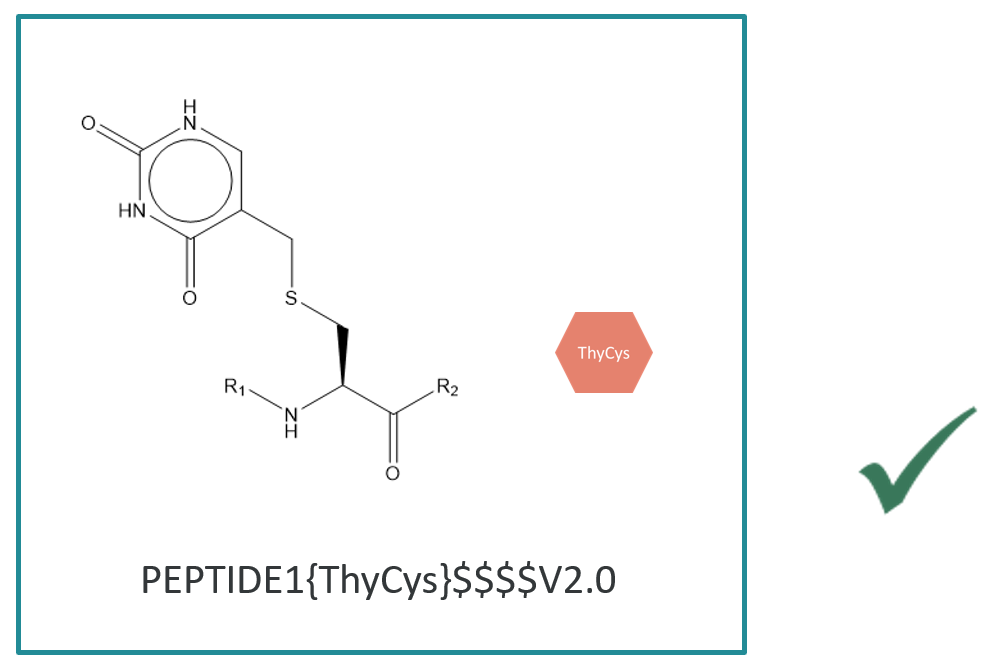 H
O N
HN
O
S
ThyCys
R1 R2
N
H
O
PEPTIDE1{ThyCys}$$$$V2.0